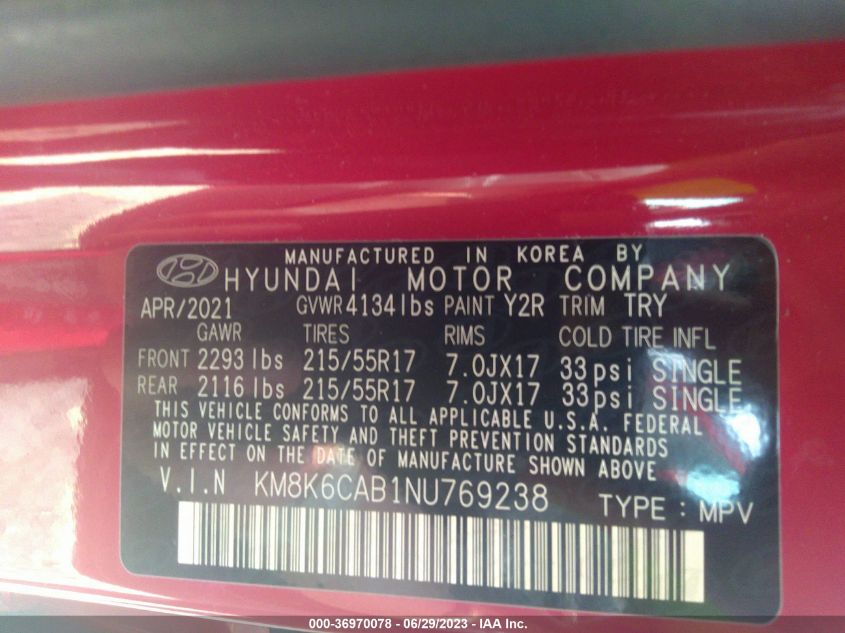 MANUFACTURED IN KOREA BY
HYUNDAI MOTOR COMPANY
APR/2021 GVWR 4134lbs PAINT Y2R TRIM TRY
GAWR TIRES RIMS COLD TIRE INFL
FRONT 2293 lbs 215/55R17 7.0JX17 33psi SINGLE
REAR 2116 lbs 215/55R17 7.0JX17 33psi SINGLE
THIS VEHICLE CONFORMS TO ALL APPLICABLE U.S.A. FEDERAL
MOTOR VEHICLE SAFETY AND THEFT PREVENTION STANDARDS
IN EFFECT ON THE DATE OF MANUFACTURE SHOWN ABOVE
V.I.N KM8K6CAB1NU769238 TYPE : MPV
000-36970078 - 06/29/2023 - IAA Inc.